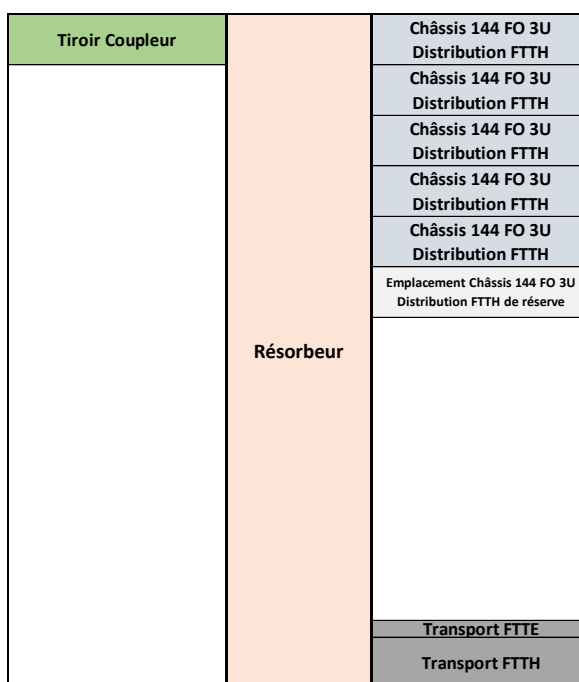 Tiroir Coupleur
Résorbeur
Châssis 144 FO 3U
Distribution FTTH
Châssis 144 FO 3U
Distribution FTTH
Châssis 144 FO 3U
Distribution FTTH
Châssis 144 FO 3U
Distribution FTTH
Châssis 144 FO 3U
Distribution FTTH
Emplacement Châssis 144 FO 3U
Distribution FTTH de réserve
Transport FTTE
Transport FTTH